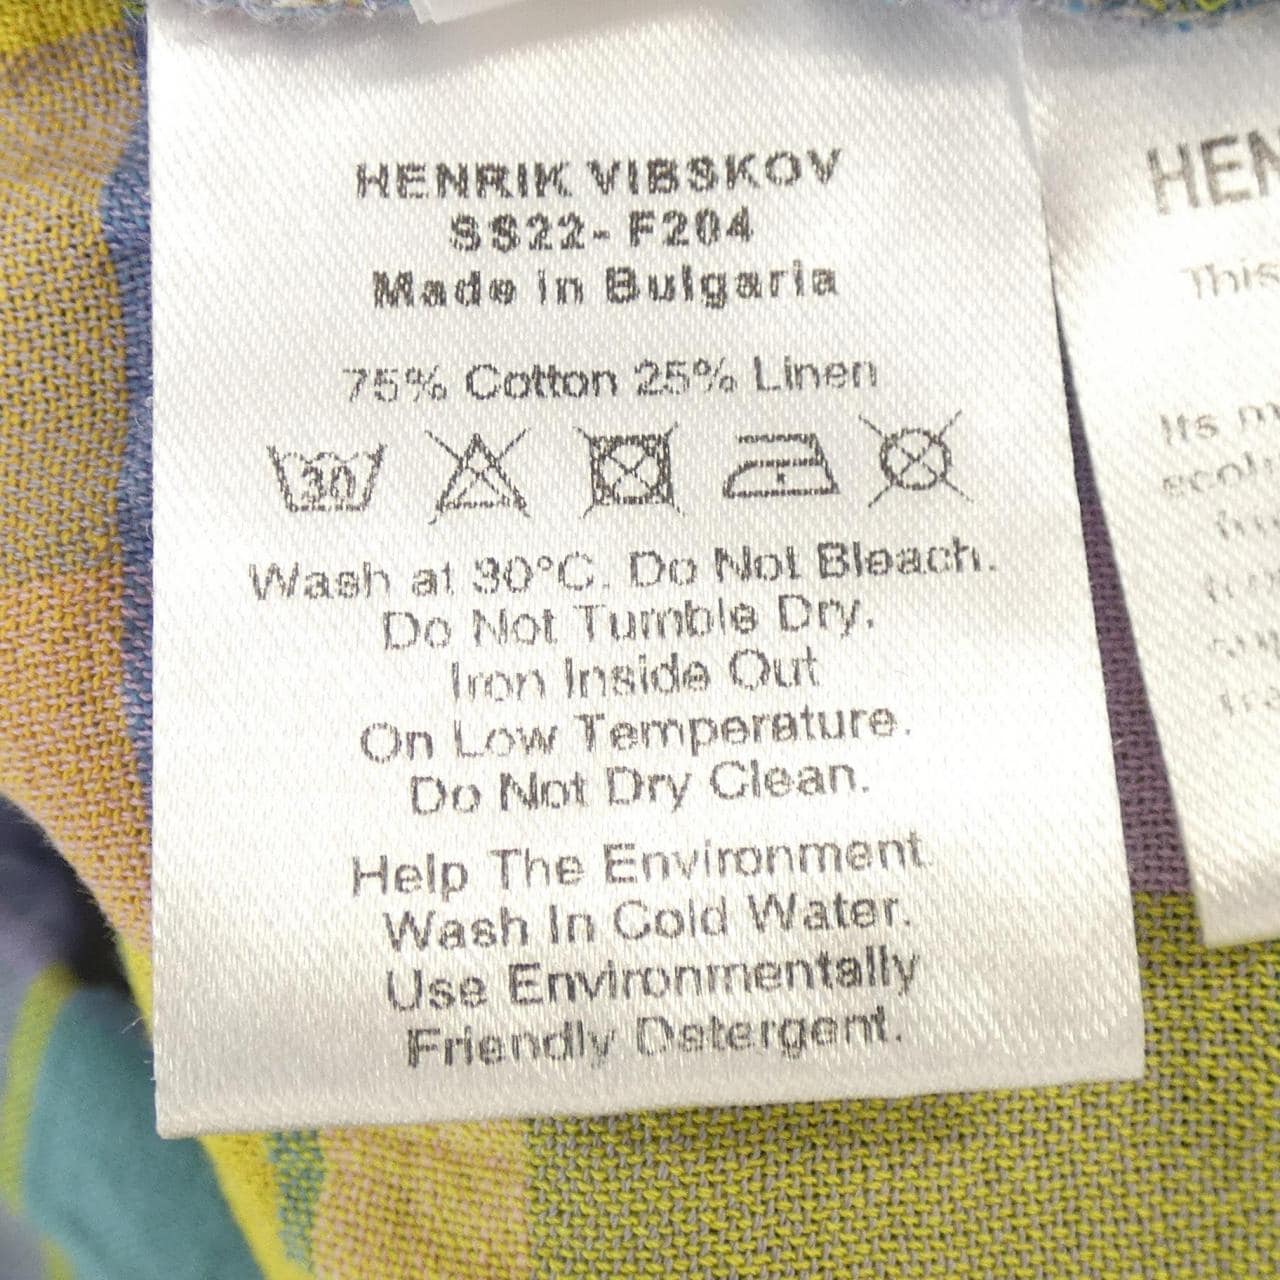 HENRIK VIBSKOV
SS22- F204
Made in Bulgaria
75% Cotton 25% Linen
30
Wash at 30°C. Do Not Bleach.
Do Not Tumble Dry.
Iron Inside Out
On Low Temperature.
Do Not Dry Clean.
Help The Environment
Wash In Cold Water.
Use Environmentally
Friendly Detergent.
HEN
This
Its m